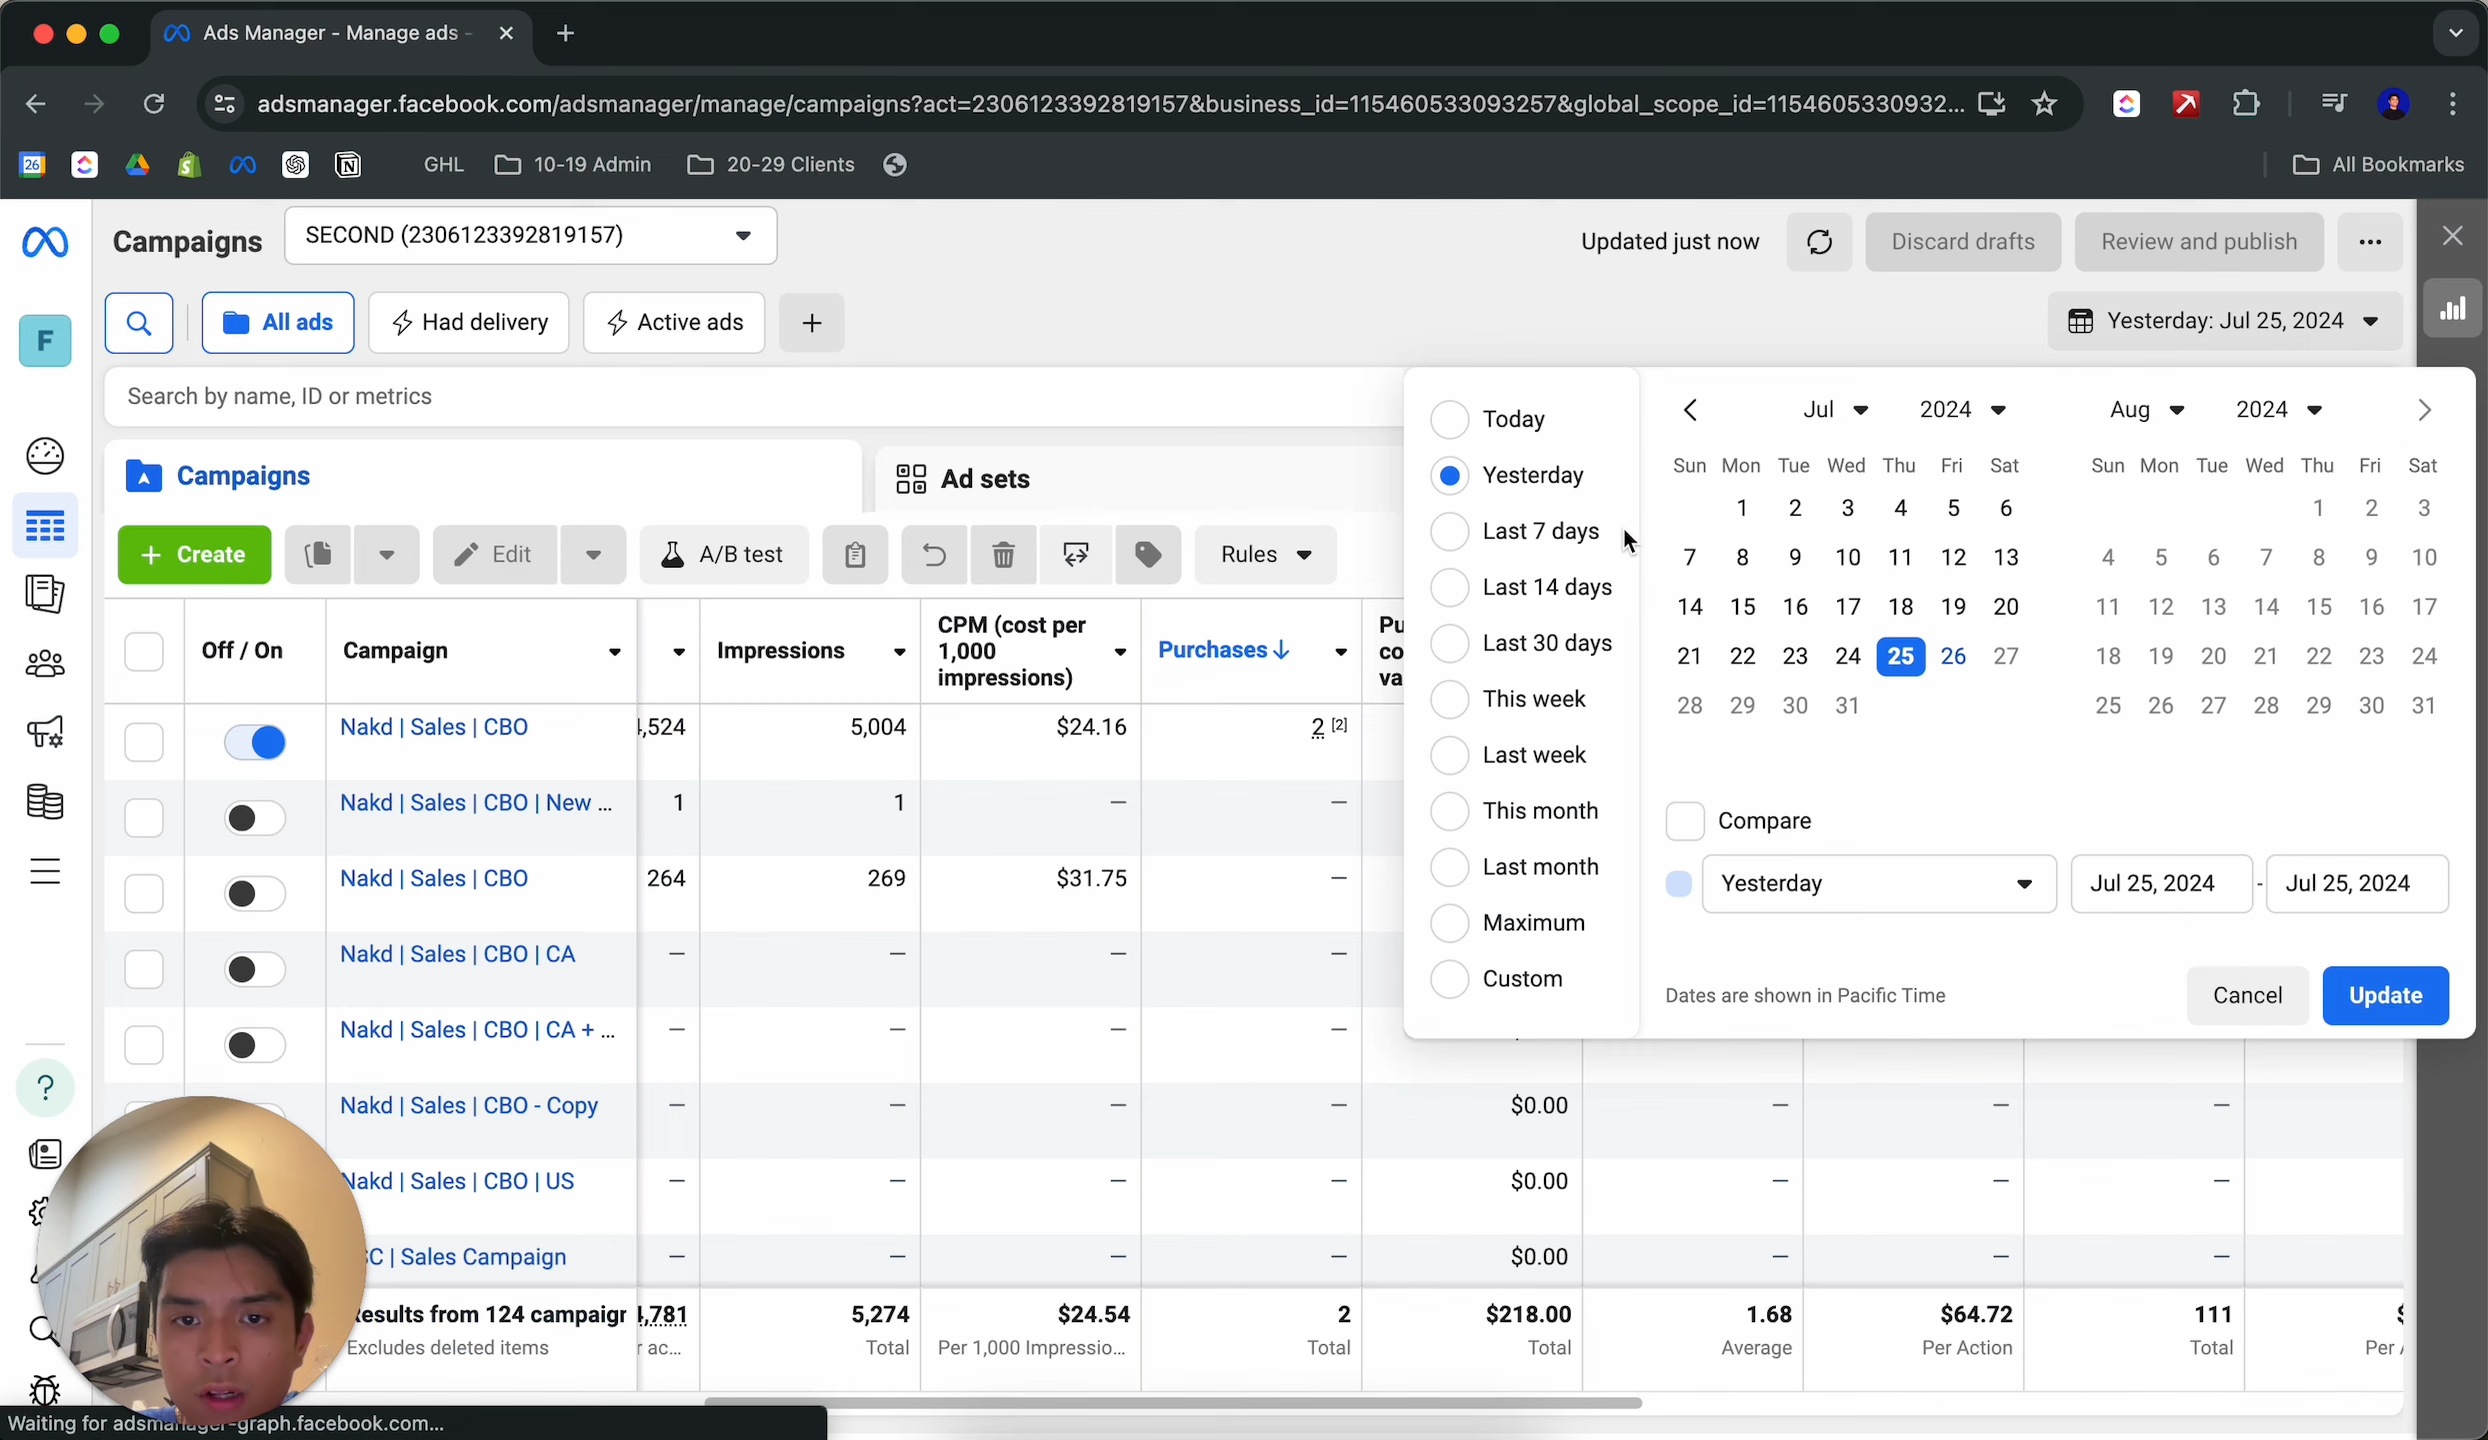 Ads Manager - Manage ads -
adsmanager.facebook.com/adsmanager/manage/campaigns?act=2306123392819157&business_id=115460533093257&global_scope_id=1154605330932...
26
GHL
10-19 Admin
20-29 Clients
All Bookmarks
Campaigns
SECOND (2306123392819157)
Updated just now
Discard drafts
Review and publish
F
All ads
Had delivery
Active ads
Yesterday: Jul 25, 2024
Search by name, ID or metrics
Campaigns
Ad sets
Create
Edit
A/B test
Rules
Off / On
Campaign
Impressions
CPM (cost per
1,000
impressions)
Purchases
Pu
co
va
Nakd | Sales | CBO
,524
5,004
$24.16
2 [2]
Nakd | Sales | CBO | New ...
1
1
—
—
Nakd | Sales | CBO
264
269
$31.75
—
Nakd | Sales | CBO | CA
—
—
—
—
Nakd | Sales | CBO | CA + ...
—
—
—
—
Nakd | Sales | CBO - Copy
—
—
—
—
$0.00
—
—
—
Nakd | Sales | CBO | US
—
—
—
—
$0.00
—
—
—
SC | Sales Campaign
—
—
—
—
$0.00
—
—
—
Results from 124 campaigr
,781
5,274
$24.54
2
$218.00
1.68
$64.72
111
Excludes deleted items
r ac...
Total
Per 1,000 Impressio...
Total
Total
Average
Per Action
Total
Per
Today
Yesterday
Last 7 days
Last 14 days
Last 30 days
This week
Last week
This month
Last month
Maximum
Custom
Jul
2024
Sun Mon Tue Wed Thu Fri Sat
1 2 3 4 5 6
7 8 9 10 11 12 13
14 15 16 17 18 19 20
21 22 23 24 25 26 27
28 29 30 31
Aug
2024
Sun Mon Tue Wed Thu Fri Sat
1 2 3
4 5 6 7 8 9 10
11 12 13 14 15 16 17
18 19 20 21 22 23 24
25 26 27 28 29 30 31
Compare
Yesterday
Jul 25, 2024 - Jul 25, 2024
Dates are shown in Pacific Time
Cancel
Update
Waiting for adsmanager-graph.facebook.com...